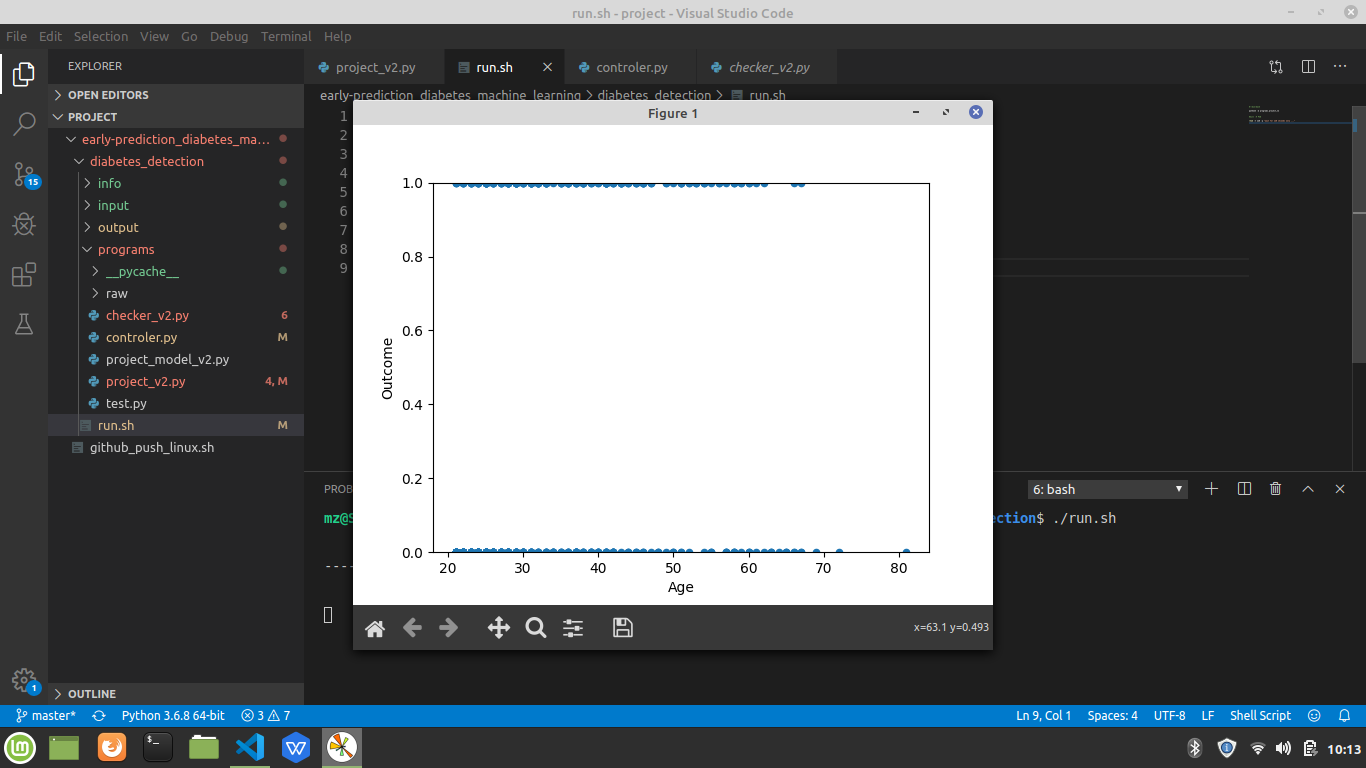 run.sh - project - Visual Studio Code
File Edit Selection View Go Debug Terminal Help
EXPLORER
OPEN EDITORS
PROJECT
early-prediction_diabetes_ma...
diabetes_detection
info
input
output
programs
__pycache__
raw
checker_v2.py 6
controler.py M
project_model_v2.py
project_v2.py 4, M
test.py
run.sh M
github_push_linux.sh
OUTLINE
15
1
project_v2.py run.sh controler.py checker_v2.py
early-prediction_diabetes_machine_learning > diabetes_detection > run.sh
1
2
3
4
5
6
7
8
9
Figure 1
1.0
0.8
0.6
0.4
0.2
0.0
Outcome
20 30 40 50 60 70 80
Age
x=63.1 y=0.493
PROB
6: bash
mz@ ction$ ./run.sh
----
master* Python 3.6.8 64-bit 3 7 Ln 9, Col 1 Spaces: 4 UTF-8 LF Shell Script
10:13